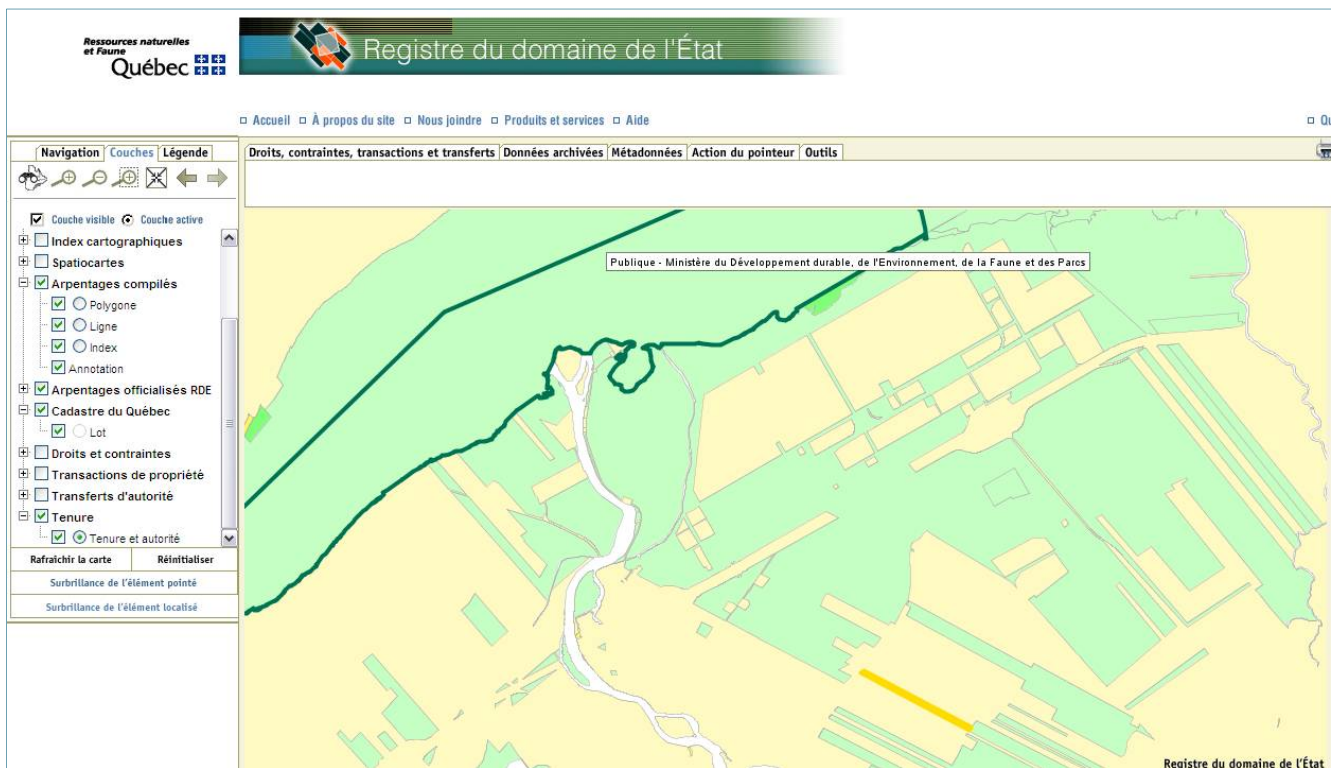 Ressources naturelles
et Faune
Québec
Registre du domaine de l'État
Accueil À propos du site Nous joindre Produits et services Aide
Navigation Couches Légende
Droits, contraintes, transactions et transferts Données archivées Métadonnées Action du pointeur Outils
Couche visible Couche active
Index cartographiques
Spatiocartes
Arpentages compilés
Polygone
Ligne
Index
Annotation
Arpentages officialisés RDE
Cadastre du Québec
Lot
Droits et contraintes
Transactions de propriété
Transferts d'autorité
Tenure
Tenure et autorité
Rafraîchir la carte Réinitialiser
Surbrillance de l'élément pointé
Surbrillance de l'élément localisé
Publique - Ministère du Développement durable, de l'Environnement, de la Faune et des Parcs
Registre du domaine de l'État